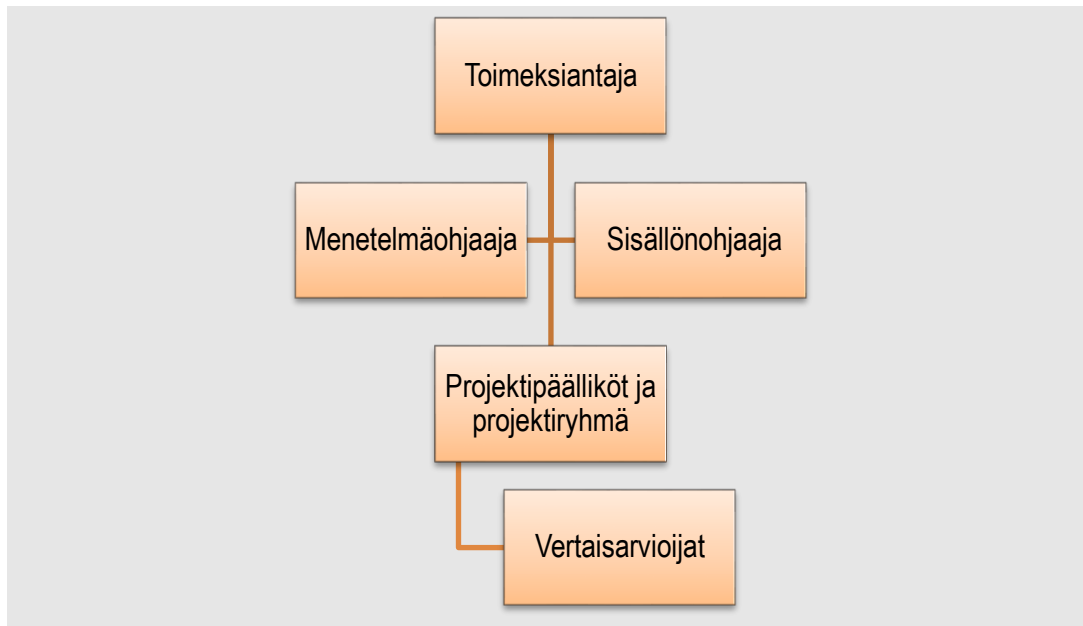 Toimeksiantaja
Menetelmäohjaaja
Sisällönohjaaja
Projektipäälliköt ja
projektiryhmä
Vertaisarvioijat